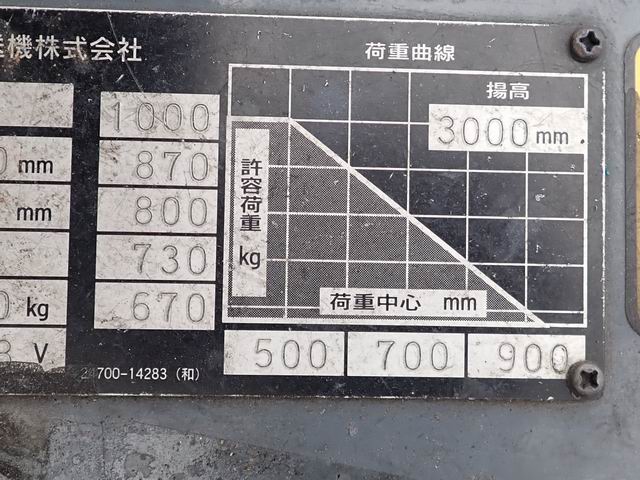 機株式会社
荷重曲線
揚高
3000mm
1000
870
800
730
670
mm
mm
kg
V
許容荷重
kg
荷重中心 mm
500 700 900
700-14283 (和)